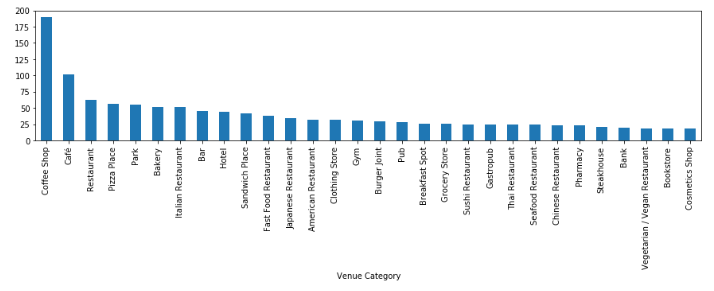 200
175
150
125
100
75
50
25
0
Coffee Shop
Café
Restaurant
Pizza Place
Park
Bakery
Italian Restaurant
Bar
Hotel
Sandwich Place
Fast Food Restaurant
Japanese Restaurant
American Restaurant
Clothing Store
Gym
Burger Joint
Pub
Breakfast Spot
Grocery Store
Sushi Restaurant
Gastropub
Thai Restaurant
Seafood Restaurant
Chinese Restaurant
Pharmacy
Steakhouse
Bank
Vegetarian / Vegan Restaurant
Bookstore
Cosmetics Shop
Venue Category